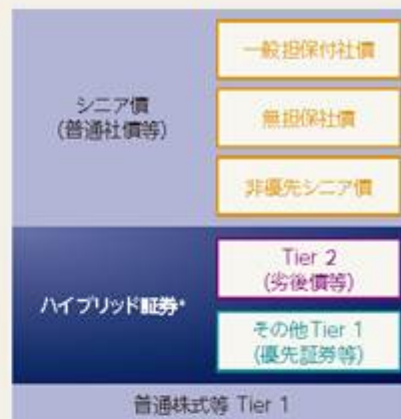 一般担保付社債
シニア債
(普通社債等)
無担保社債
非優先シニア債
ハイブリッド証券*
Tier 2
(劣後債等)
その他Tier 1
(優先証券等)
普通株式等 Tier 1